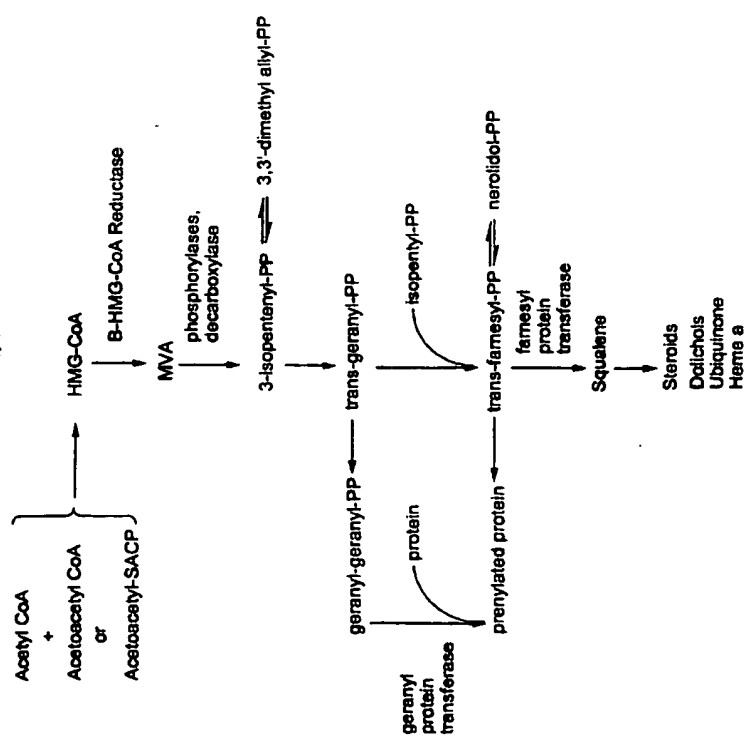 Acetyl CoA
+
Acetoacetyl CoA
or
Acetoacetyl-SACP
HMG-CoA
B-HMG-CoA Reductase
MVA
phosphorylases,
decarboxylase
3-isopentenyl-PP
3,3'-dimethyl allyl-PP
geranyl-geranyl-PP
trans-geranyl-PP
protein
isopentyl-PP
geranyl
protein
transferase
prenylated protein
trans-farnesyl-PP
nerolidol-PP
farnesyl
protein
transferase
Squalene
Steroids
Dolichols
Ubiquinone
Heme a